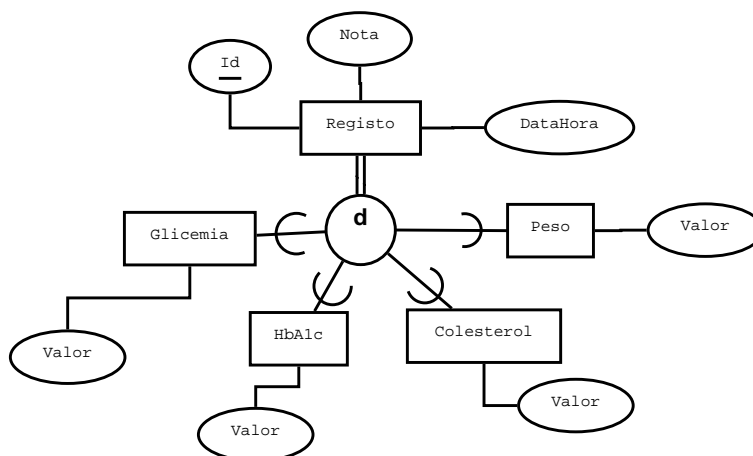 Nota
Id
Registo
DataHora
d
Glicemia
Peso
Valor
HbA1c
Colesterol
Valor
Valor
Valor